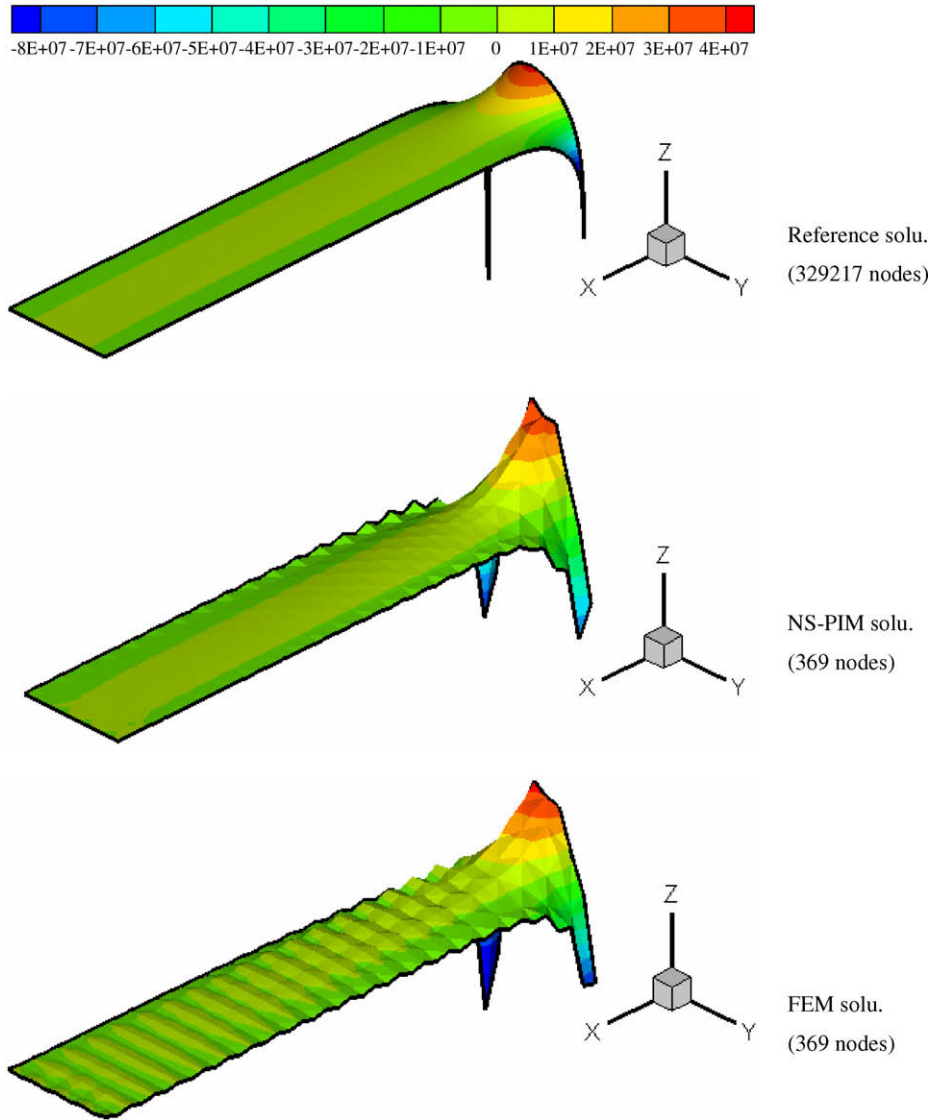 -8E+07-7E+07-6E+07-5E+07-4E+07-3E+07-2E+07-1E+07 0 1E+07 2E+07 3E+07 4E+07
Z
X
Y
Reference solu.
(329217 nodes)
Z
X
Y
NS-PIM solu.
(369 nodes)
Z
X
Y
FEM solu.
(369 nodes)